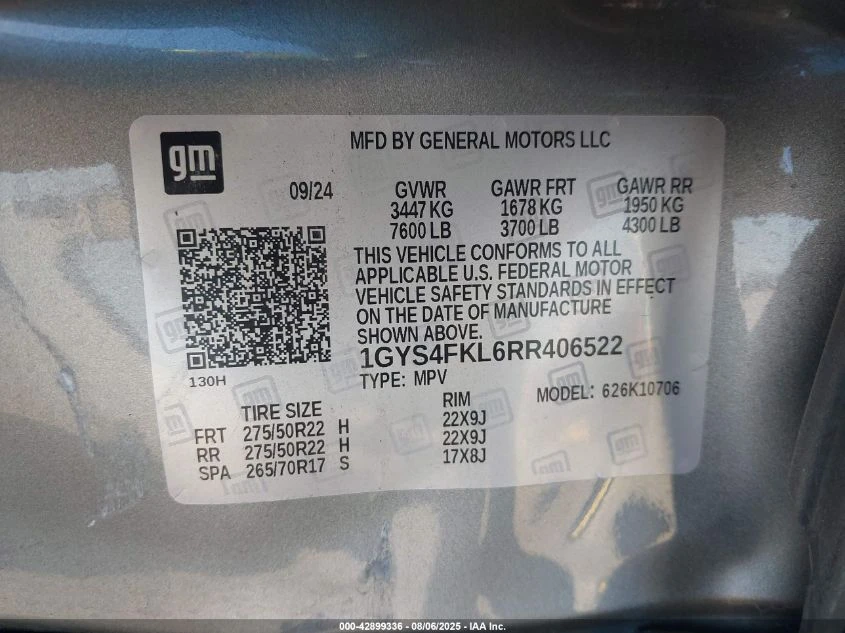 gm
MFD BY GENERAL MOTORS LLC
09/24 GVWR GAWR FRT GAWR RR
3447 KG 1678 KG 1950 KG
7600 LB 3700 LB 4300 LB
THIS VEHICLE CONFORMS TO ALL
APPLICABLE U.S. FEDERAL MOTOR
VEHICLE SAFETY STANDARDS IN EFFECT
ON THE DATE OF MANUFACTURE
SHOWN ABOVE.
1GYS4FKL6RR406522
130H
TYPE: MPV MODEL: 626K10706
TIRE SIZE RIM
FRT 275/50R22 H 22X9J
RR 275/50R22 H 22X9J
SPA 265/70R17 S 17X8J
000-42899336 - 08/06/2025 - IAA Inc.